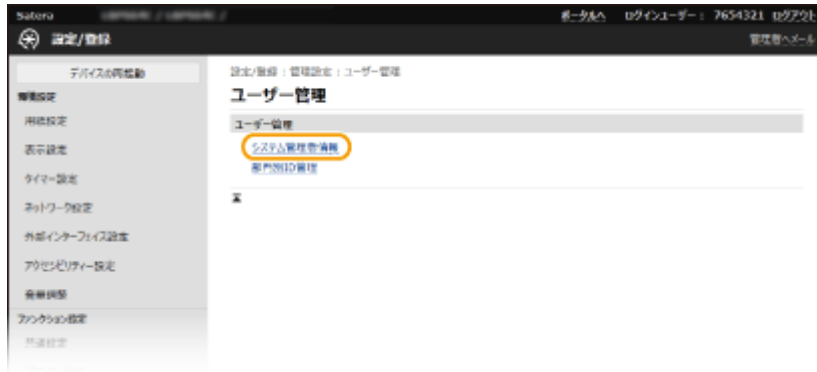 Satera
ポータルへ ログインユーザー: 7654321 ログアウト
設定/登録
管理者へメール
デバイスの再起動
設定/登録:管理設定:ユーザー管理
環境設定
ユーザー管理
用紙設定
ユーザー管理
表示設定
システム管理者情報
部門別ID管理
タイマー設定
ネットワーク設定
外部インターフェイス設定
アクセシビリティー設定
音量調整
ファンクション設定
共通設定